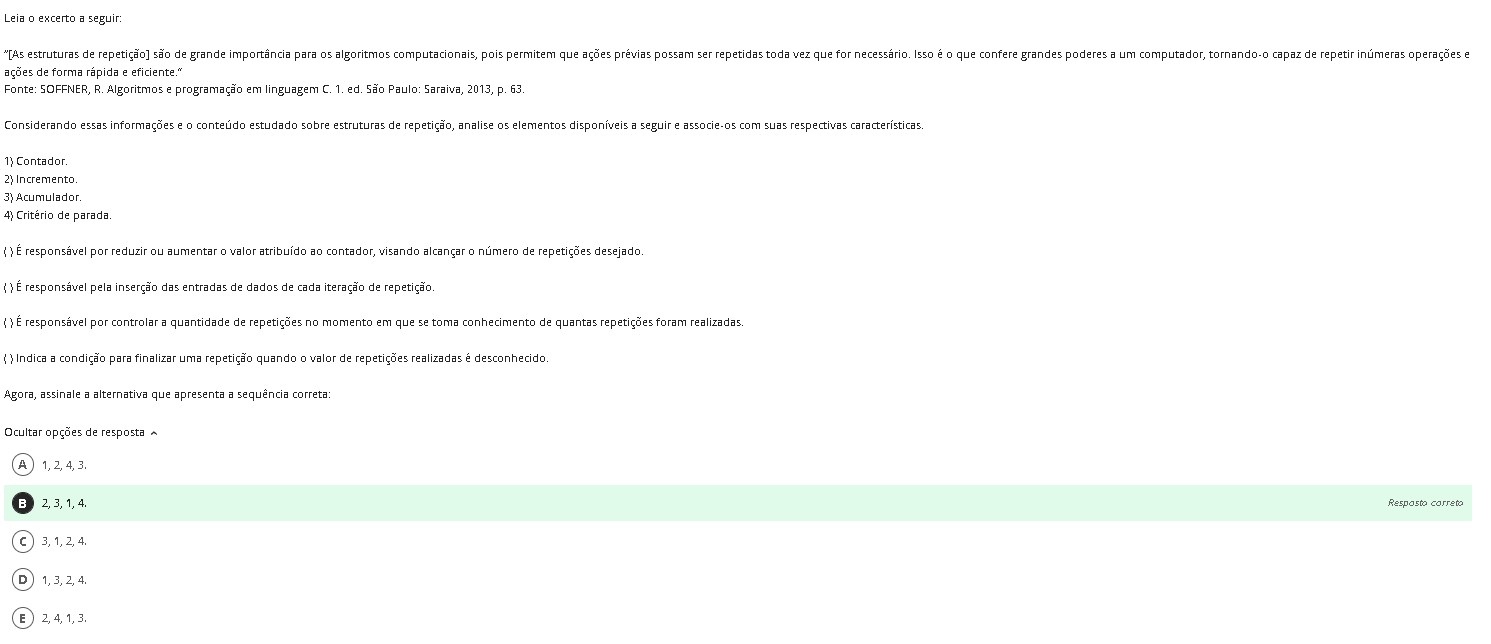 Leia o excerto a seguir:
“[As estruturas de repetição] são de grande importância para os algoritmos computacionais, pois permitem que ações prévias possam ser repetidas toda vez que for necessário. Isso é o que confere grandes poderes a um computador, tornando-o capaz de repetir inúmeras operações e
ações de forma rápida e eficiente.”
Fonte: SOFFNER, R. Algoritmos e programação em linguagem C. 1. ed. São Paulo: Saraiva, 2013, p. 63.
Considerando essas informações e o conteúdo estudado sobre estruturas de repetição, analise os elementos disponíveis a seguir e associe-os com suas respectivas características.
1) Contador.
2) Incremento.
3) Acumulador.
4) Critério de parada.
( ) É responsável por reduzir ou aumentar o valor atribuído ao contador, visando alcançar o número de repetições desejado.
( ) É responsável pela inserção das entradas de dados de cada iteração de repetição.
( ) É responsável por controlar a quantidade de repetições no momento em que se toma conhecimento de quantas repetições foram realizadas.
( ) Indica a condição para finalizar uma repetição quando o valor de repetições realizadas é desconhecido.
Agora, assinale a alternativa que apresenta a sequência correta:
Ocultar opções de resposta
A 1, 2, 4, 3.
B 2, 3, 1, 4. Resposta correta
C 3, 1, 2, 4.
D 1, 3, 2, 4.
E 2, 4, 1, 3.